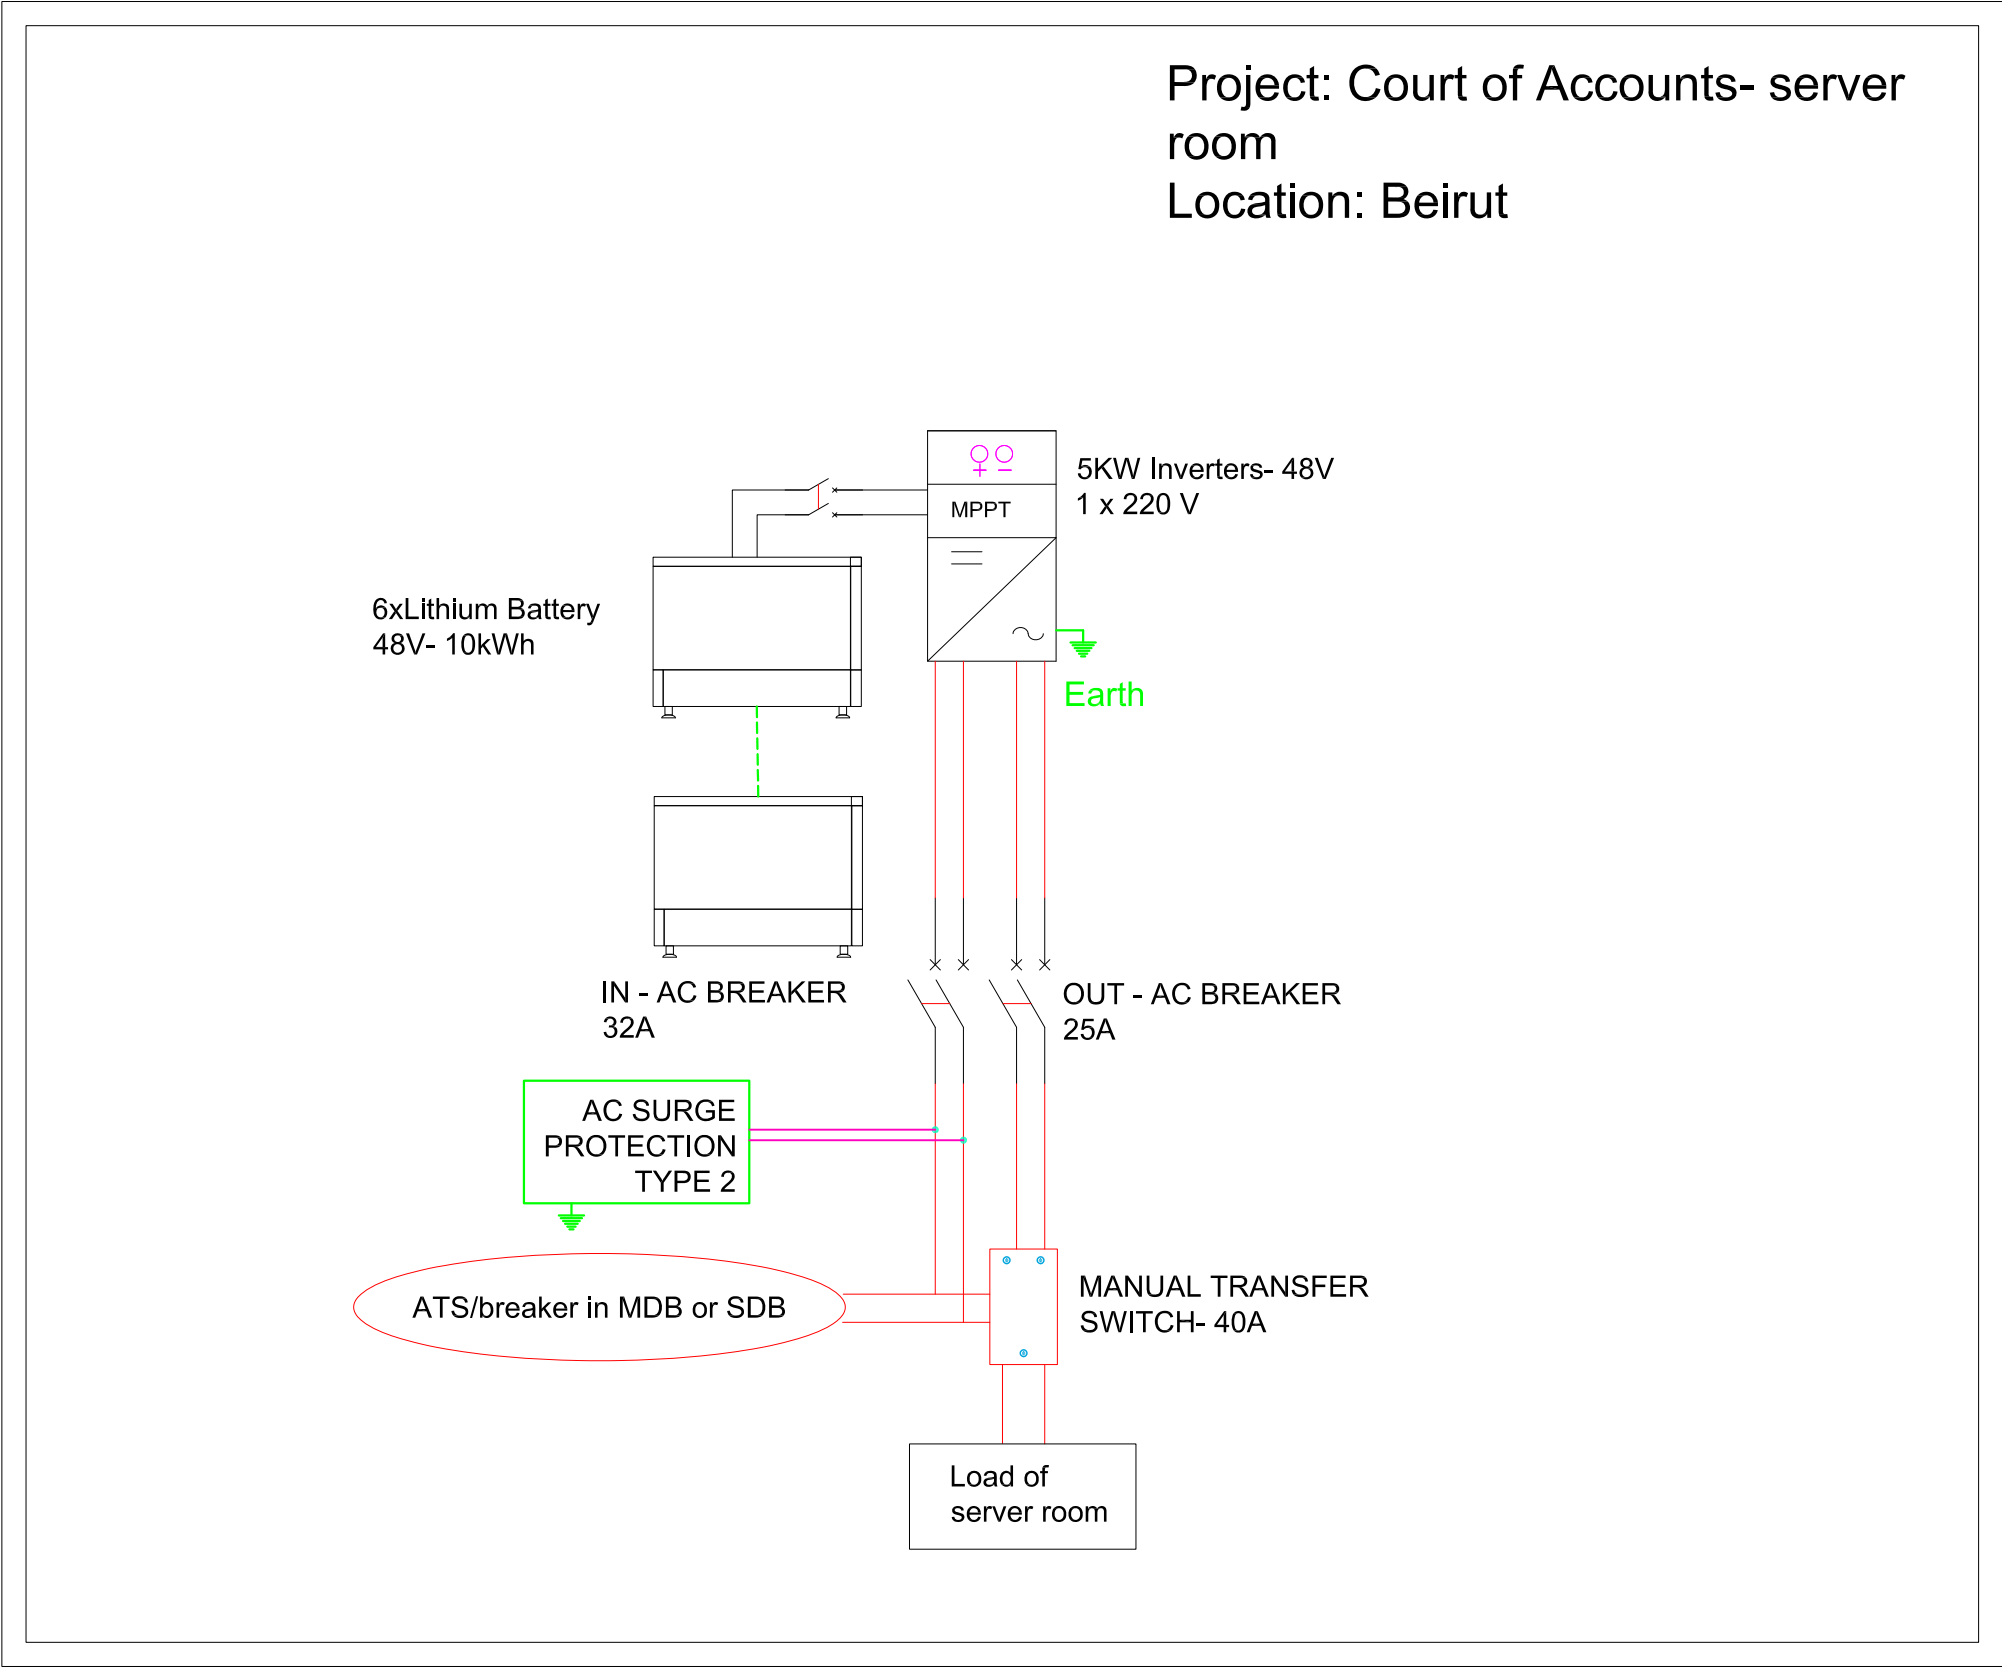 Project: Court of Accounts- server
room
Location: Beirut
5KW Inverters- 48V
1 x 220 V
MPPT
6xLithium Battery
48V- 10kWh
Earth
IN - AC BREAKER
32A
OUT - AC BREAKER
25A
AC SURGE
PROTECTION
TYPE 2
ATS/breaker in MDB or SDB
MANUAL TRANSFER
SWITCH- 40A
Load of
server room